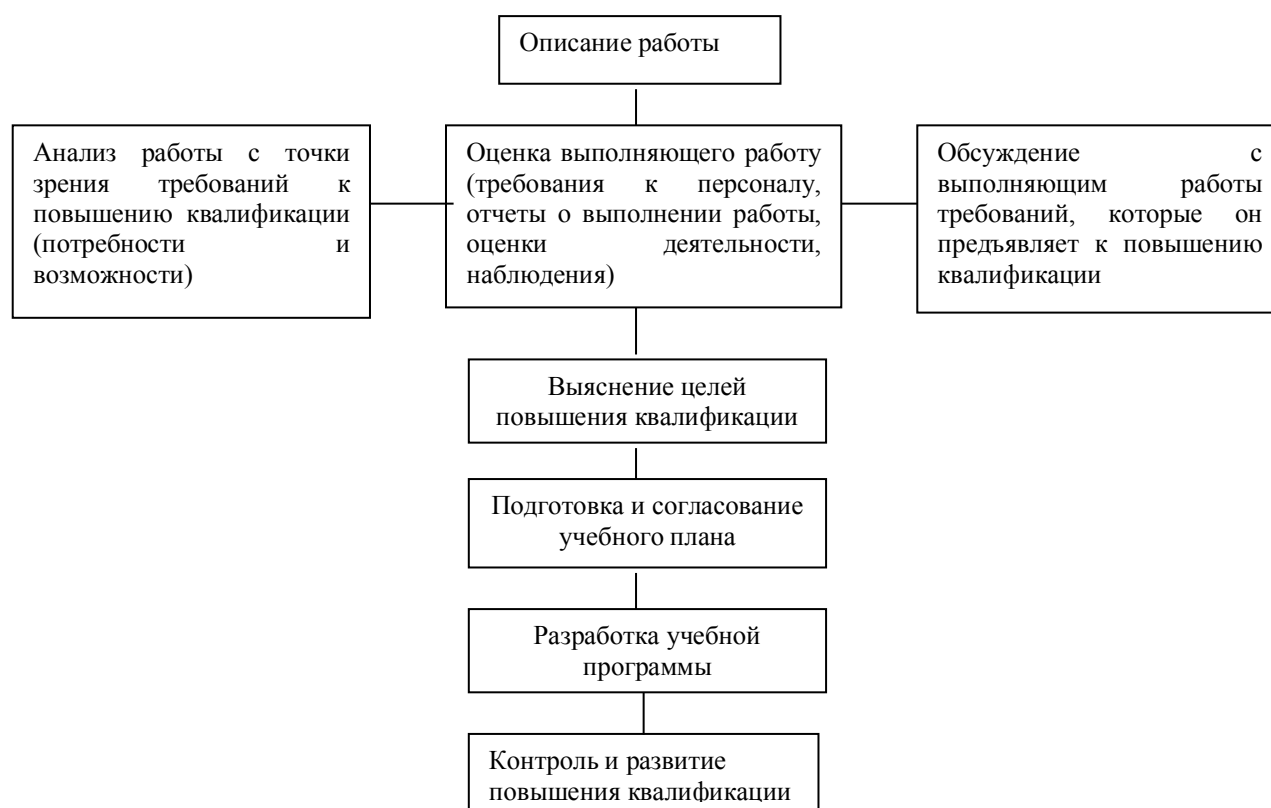 Описание работы
Анализ работы с точки
зрения требований к
повышению квалификации
(потребности и
возможности)
Оценка выполняющего работу
(требования к персоналу,
отчеты о выполнении работы,
оценки деятельности,
наблюдения)
Обсуждение с
выполняющим работы
требований, которые он
предъявляет к повышению
квалификации
Выяснение целей
повышения квалификации
Подготовка и согласование
учебного плана
Разработка учебной
программы
Контроль и развитие
повышения квалификации